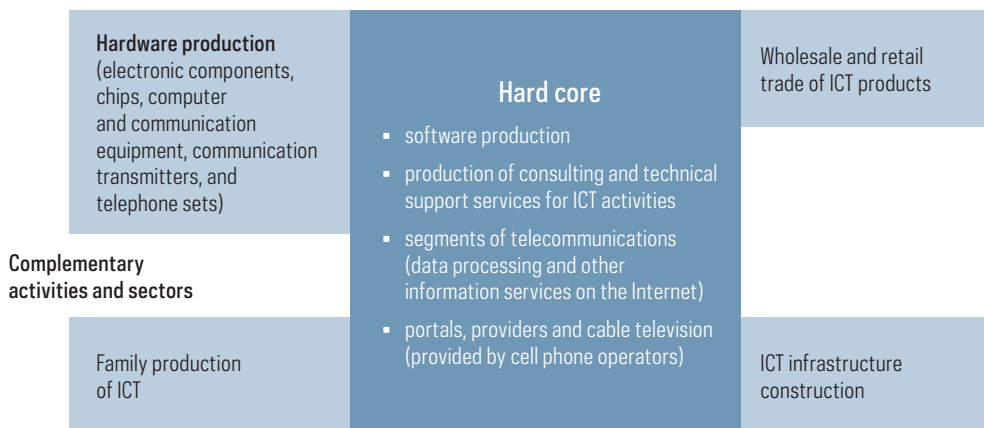 Hardware production
(electronic components,
chips, computer
and communication
equipment, communication
transmitters, and
telephone sets)
Complementary
activities and sectors
Family production
of ICT
Hard core
▪ software production
▪ production of consulting and technical
support services for ICT activities
▪ segments of telecommunications
(data processing and other
information services on the Internet)
▪ portals, providers and cable television
(provided by cell phone operators)
Wholesale and retail
trade of ICT products
ICT infrastructure
construction